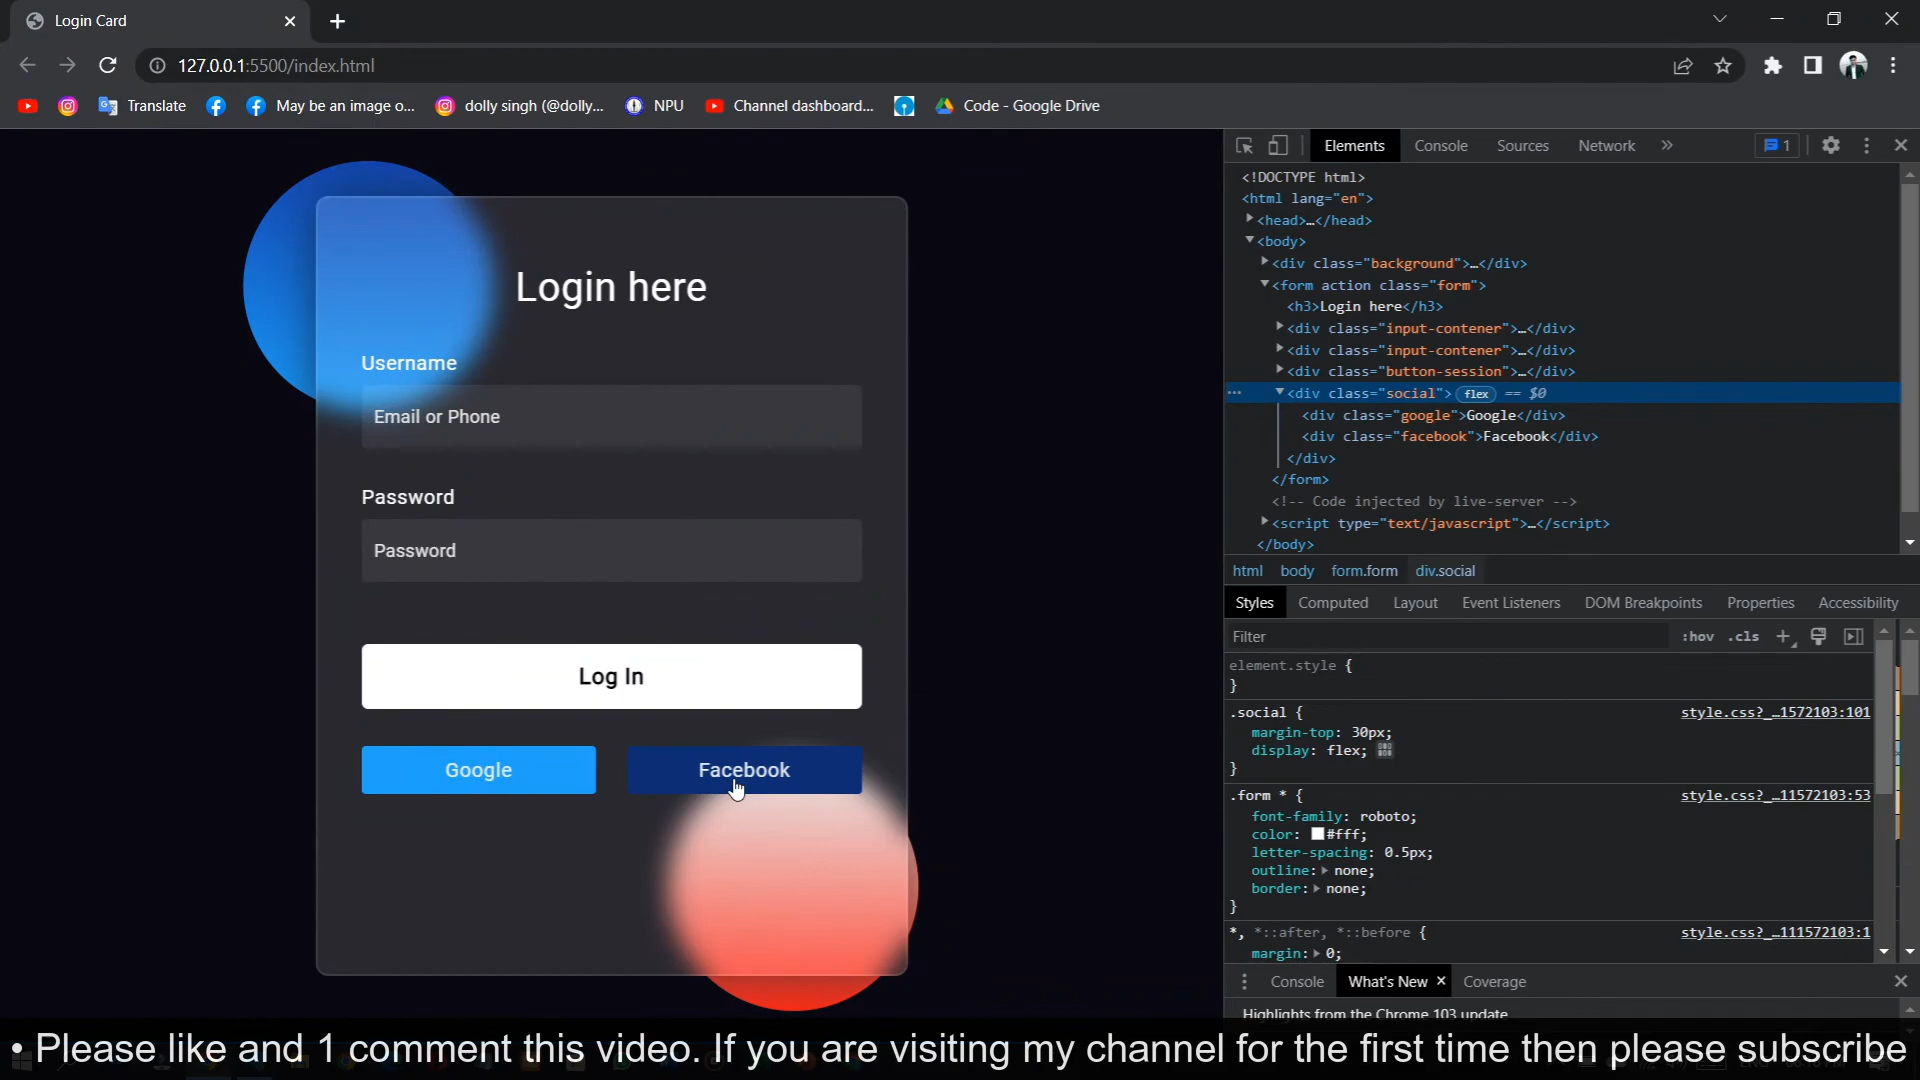 Login Card
127.0.0.1:5500/index.html
Translate
May be an image o...
dolly singh (@dolly...
NPU
Channel dashboard...
Code - Google Drive
Login here
Username
Email or Phone
Password
Password
Log In
Google
Facebook
Elements
Console
Sources
Network
»
1
<!DOCTYPE html>
<html lang="en">
<head>…</head>
<body>
<div class="background">…</div>
<form action class="form">
<h3>Login here</h3>
<div class="input-contener">…</div>
<div class="input-contener">…</div>
<div class="button-session">…</div>
<div class="social"> flex == $0
<div class="google">Google</div>
<div class="facebook">Facebook</div>
</div>
</form>
<!-- Code injected by live-server -->
<script type="text/javascript">…</script>
</body>
html body form.form div.social
Styles Computed Layout Event Listeners DOM Breakpoints Properties Accessibility
Filter :hov .cls +
element.style {
}
.social { style.css?_…1572103:101
margin-top: 30px;
display: flex;
}
.form * { style.css?_…11572103:53
font-family: roboto;
color: #fff;
letter-spacing: 0.5px;
outline: none;
border: none;
}
*, *::after, *::before { style.css?_…111572103:1
margin: 0;
Console What's New × Coverage
Highlights from the Chrome 103 update
• Please like and 1 comment this video. If you are visiting my channel for the first time then please subscribe